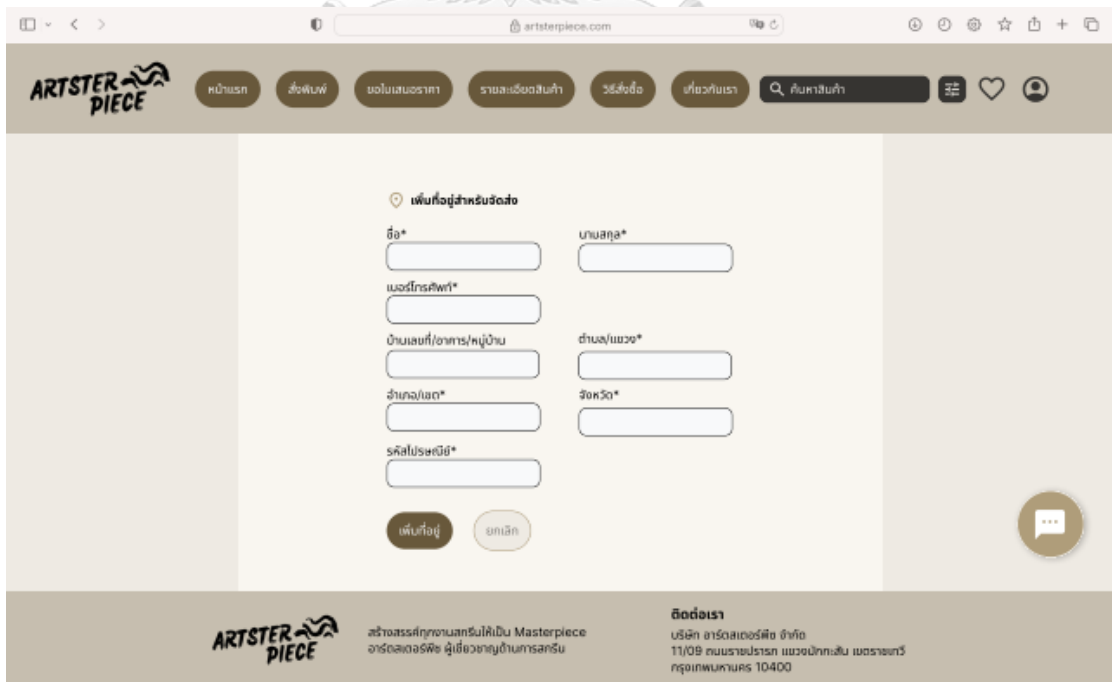 artsterpiece.com
ARTSTER PIECE
หน้าแรก
สั่งพิมพ์
ขอใบเสนอราคา
รายละเอียดสินค้า
วิธีสั่งซื้อ
เกี่ยวกับเรา
ค้นหาสินค้า
เพิ่มที่อยู่สำหรับจัดส่ง
ชื่อ*
นามสกุล*
เบอร์โทรศัพท์*
บ้านเลขที่/อาคาร/หมู่บ้าน
ตำบล/แขวง*
อำเภอ/เขต*
จังหวัด*
รหัสไปรษณีย์*
เพิ่มที่อยู่
ยกเลิก
ARTSTER PIECE
สร้างสรรค์ทุกงานสกรีนให้เป็น Masterpiece
อาร์ตสเตอร์พีช ผู้เชี่ยวชาญด้านการสกรีน
ติดต่อเรา
บริษัท อาร์ตสเตอร์พีช จำกัด
11/09 ถนนราชปรารภ แขวงมักกะสัน เขตราชเทวี
กรุงเทพมหานคร 10400